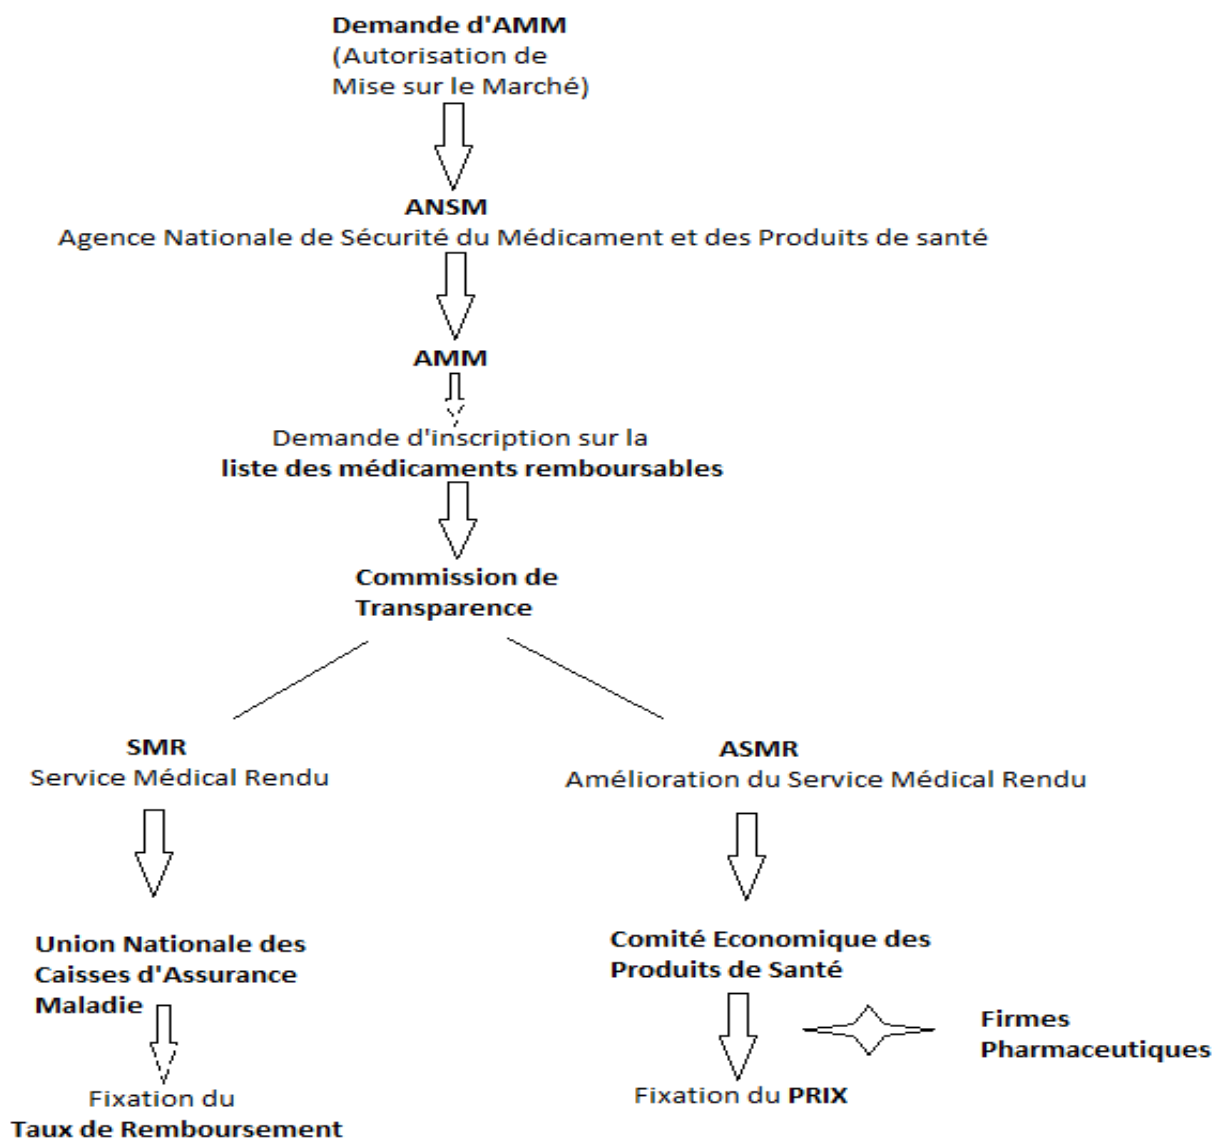 Demande d'AMM
(Autorisation de
Mise sur le Marché)
ANSM
Agence Nationale de Sécurité du Médicament et des Produits de santé
AMM
Demande d'inscription sur la
liste des médicaments remboursables
Commission de
Transparence
SMR
Service Médical Rendu
ASMR
Amélioration du Service Médical Rendu
Union Nationale des
Caisses d'Assurance
Maladie
Comité Economique des
Produits de Santé
Firmes
Pharmaceutiques
Fixation du
Taux de Remboursement
Fixation du PRIX